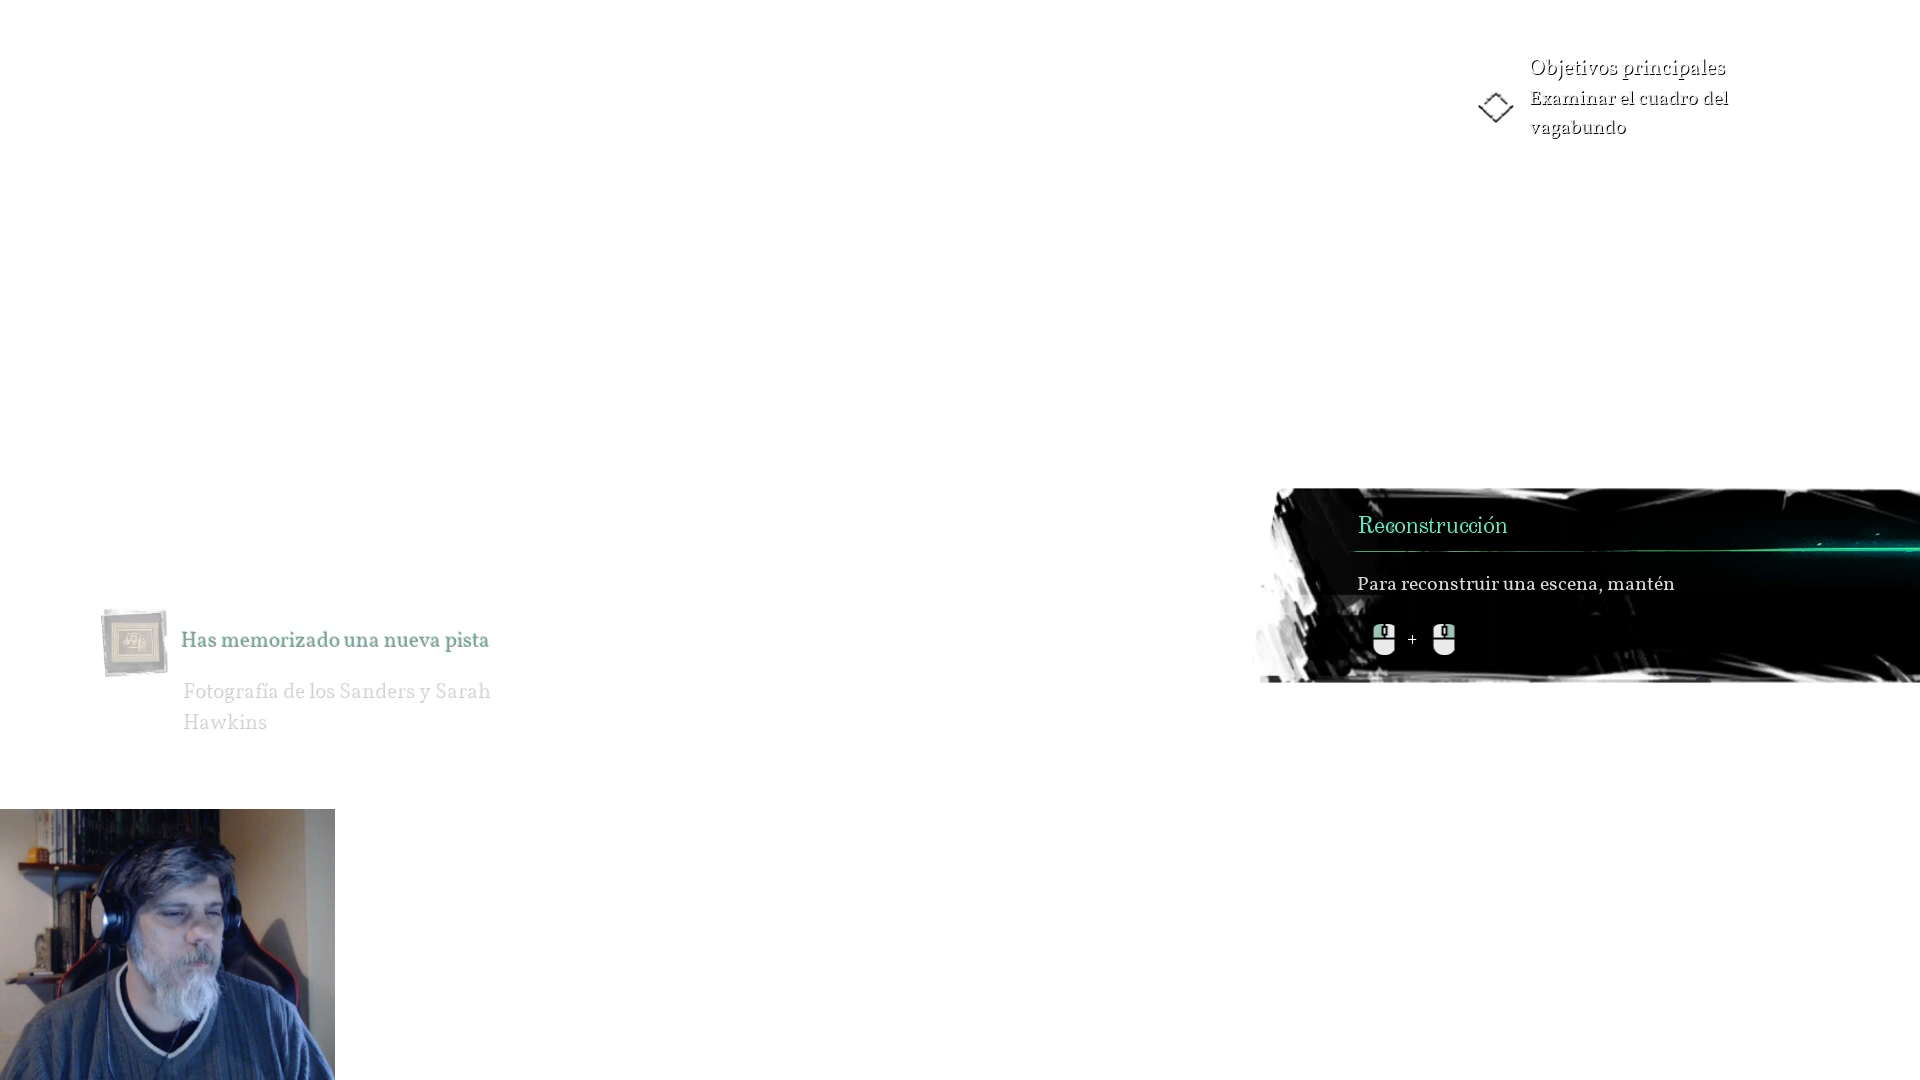 Objetivos principales
Examinar el cuadro del
vagabundo
Reconstrucción
Para reconstruir una escena, mantén
+
Has memorizado una nueva pista
Fotografía de los Sanders y Sarah
Hawkins